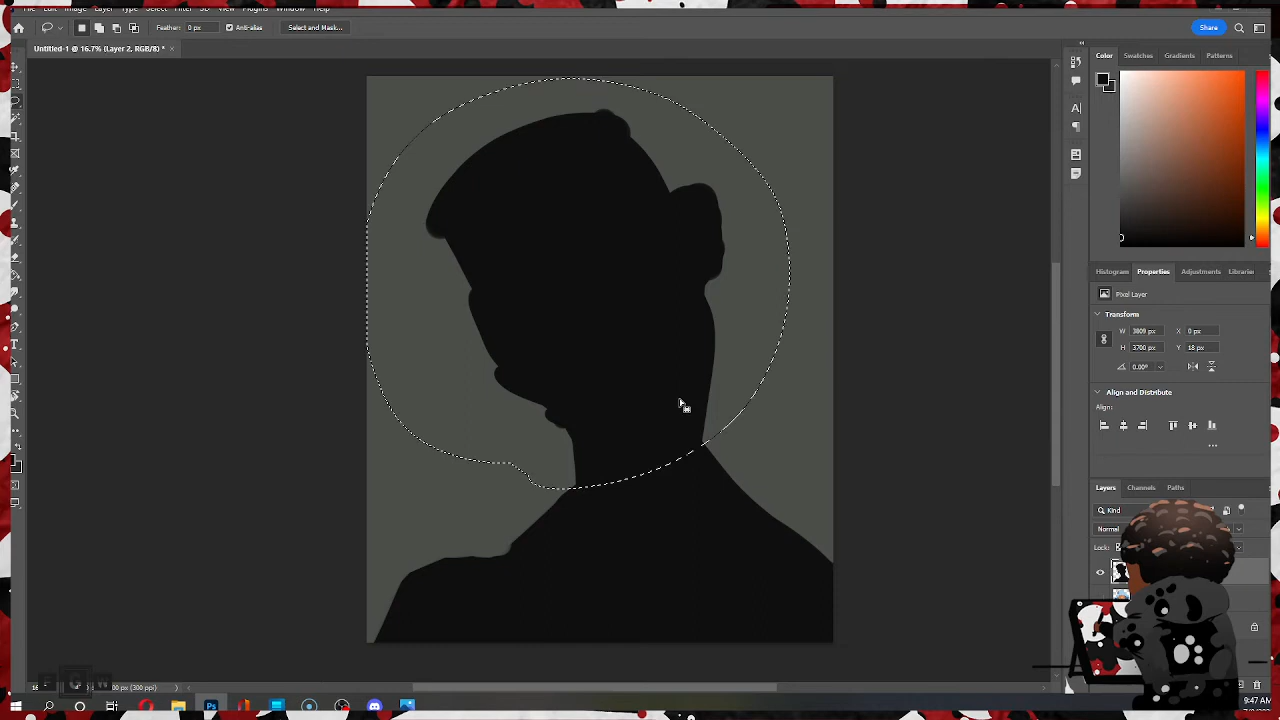 File Edit Image Layer Type Select Filter 3D View Plugins Window Help
Feather: 0 px Anti-alias Select and Mask... Share
Untitled-1 @ 16.7% (Layer 2, RGB/8) *
Color Swatches Gradients Patterns
Histogram Properties Adjustments Librarie
Pixel Layer
Transform
W 3809 px X 0 px
H 3700 px Y 18 px
0.00°
Align and Distribute
Align:
Layers Channels Paths
Kind
Normal
Lock:
G W
00 px (300 ppi)
9:47 AM